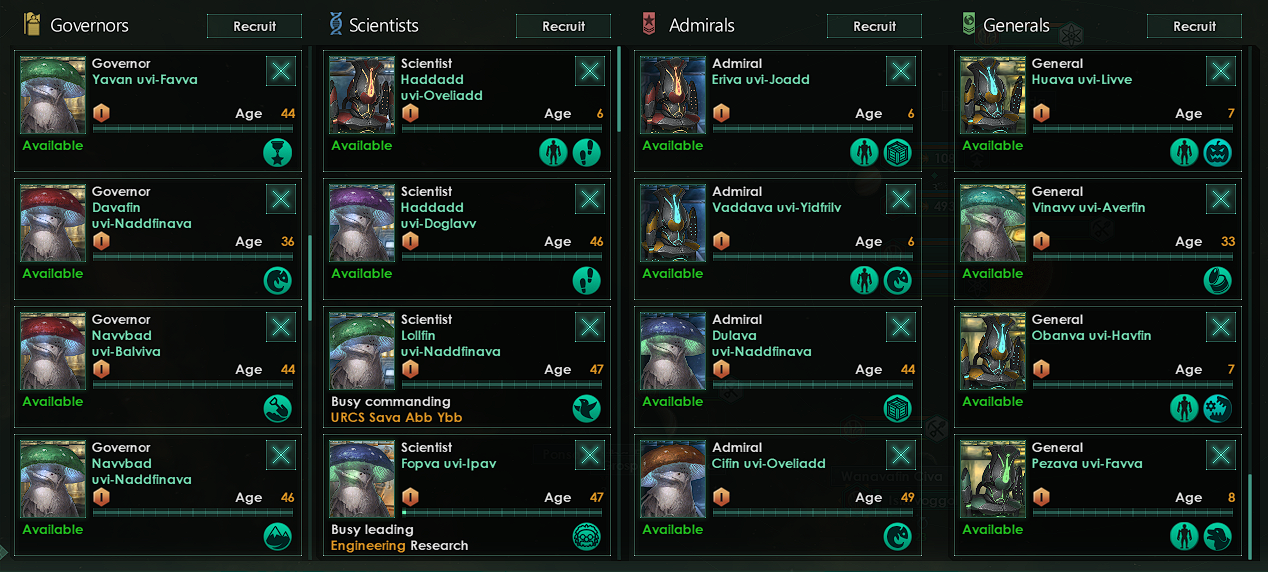 Governors
Recruit
Scientists
Recruit
Admirals
Recruit
Generals
Recruit
Governor
Yavan uvi-Favva
I
Age 44
Available
Governor
Davafin
uvi-Naddfinava
I
Age 36
Available
Governor
Navvbad
uvi-Balviva
I
Age 44
Available
Governor
Navvbad
uvi-Naddfinava
I
Age 46
Available
Scientist
Haddadd
uvi-Oveliadd
I
Age 6
Available
Scientist
Haddadd
uvi-Doglavv
I
Age 46
Available
Scientist
Lollfin
uvi-Naddfinava
I
Age 47
Busy commanding
URCS Sava Abb Ybb
Scientist
Fopva uvi-Ipav
I
Age 47
Busy leading
Engineering Research
Admiral
Eriva uvi-Joadd
I
Age 6
Available
Admiral
Vaddava uvi-Yidfrilv
I
Age 6
Available
Admiral
Dulava
uvi-Naddfinava
I
Age 44
Available
Admiral
Cifin uvi-Oveliadd
I
Age 49
Available
General
Huava uvi-Livve
I
Age 7
Available
General
Vinavv uvi-Averfin
I
Age 33
Available
General
Obanva uvi-Havfin
I
Age 7
Available
General
Pezava uvi-Favva
I
Age 8
Available